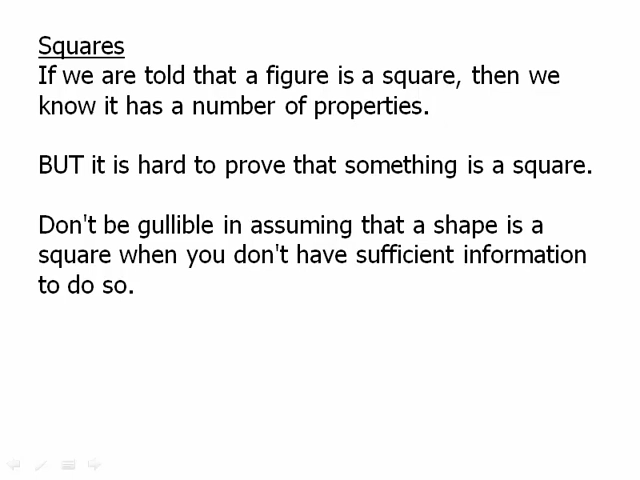 Squares
If we are told that a figure is a square, then we
know it has a number of properties.
BUT it is hard to prove that something is a square.
Don't be gullible in assuming that a shape is a
square when you don't have sufficient information
to do so.